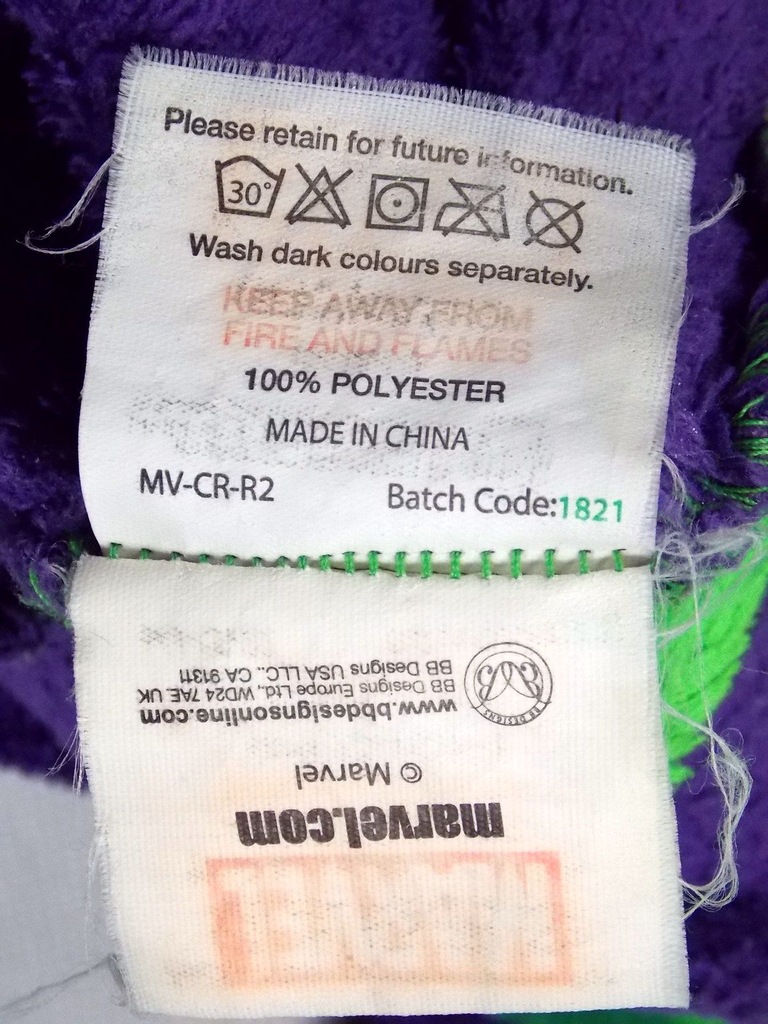 Please retain for future information.
30°
Wash dark colours separately.
KEEP AWAY FROM
FIRE AND FLAMES
100% POLYESTER
MADE IN CHINA
MV-CR-R2 Batch Code:1821
MARVEL
marvel.com
© Marvel
www.bbdesignsonline.com
BB Designs Europe Ltd., WD24 7AE. UK
BB Designs USA LLC., CA 91311
BB DESIGNS